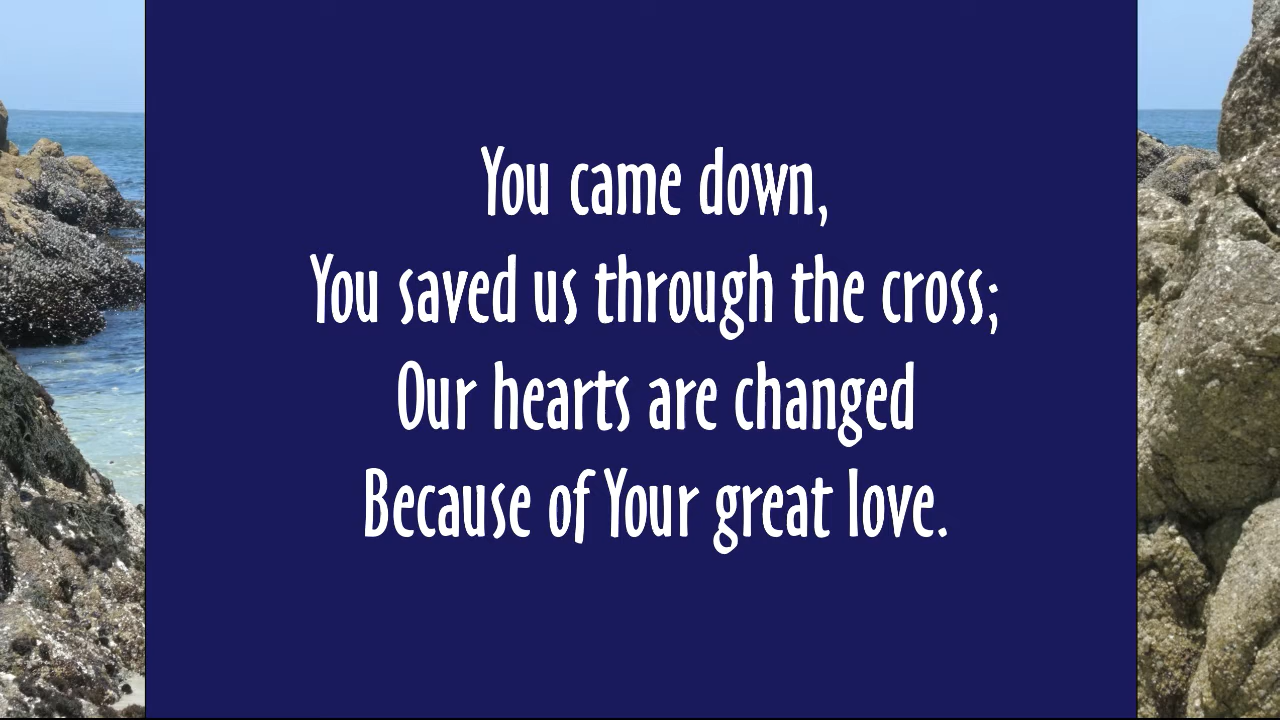 You came down,
You saved us through the cross;
Our hearts are changed
Because of Your great love.